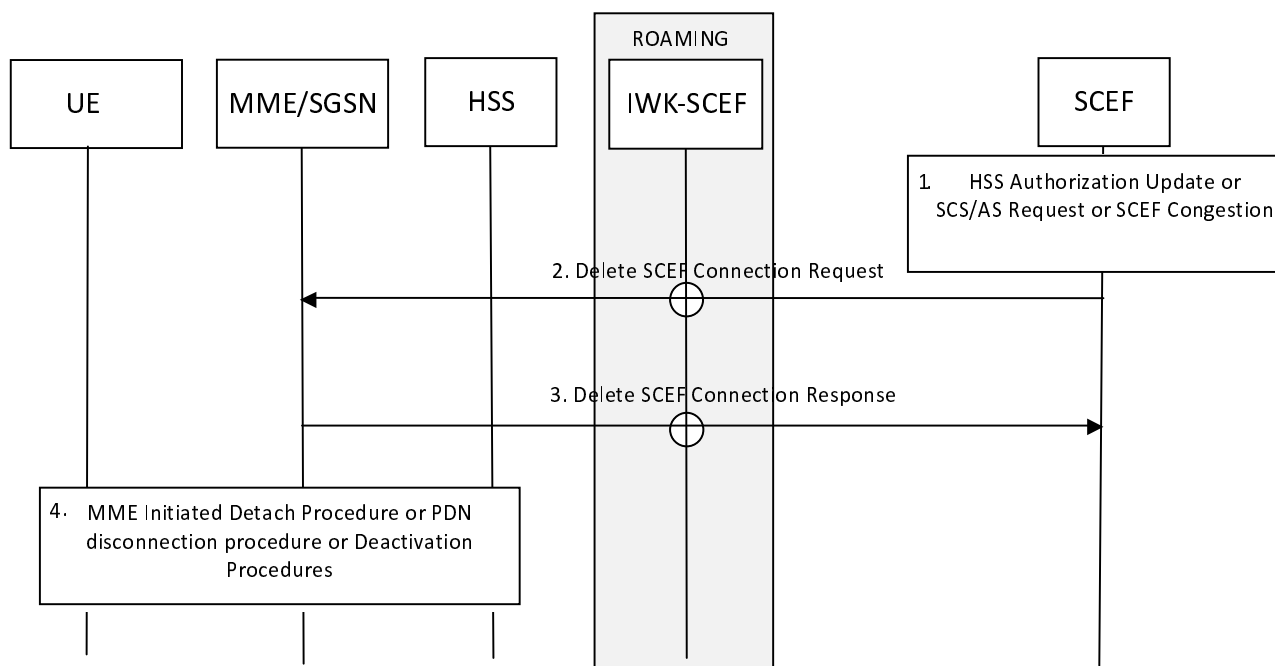 ROAMING
UE
MME/SGSN
HSS
IWK-SCEF
SCEF
1. HSS Authorization Update or
SCS/AS Request or SCEF Congestion
2. Delete SCEF Connection Request
3. Delete SCEF Connection Response
4. MME Initiated Detach Procedure or PDN
disconnection procedure or Deactivation
Procedures